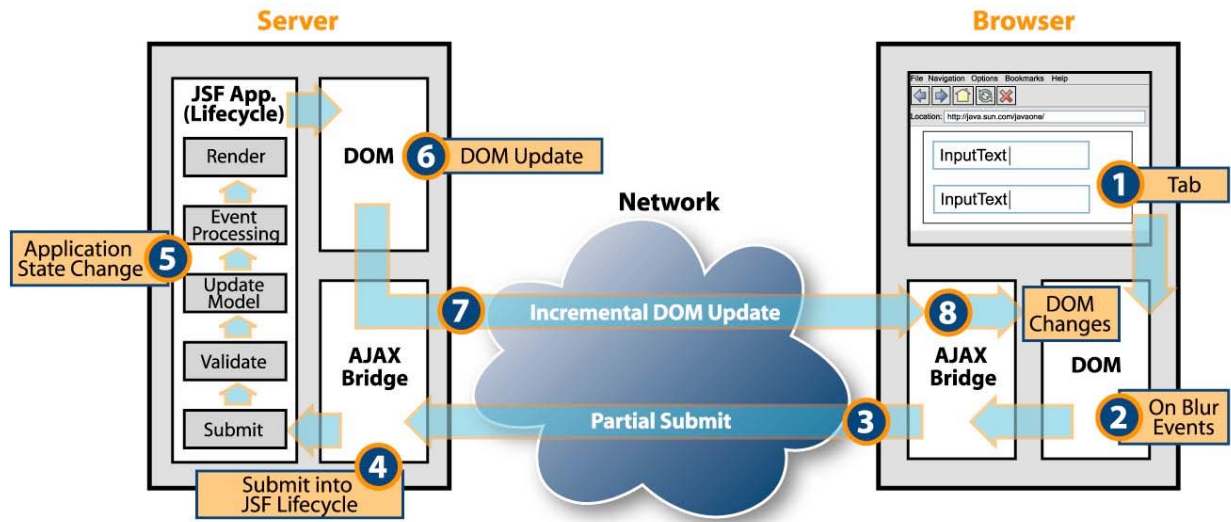 Server
Browser
JSF App.
(Lifecycle)
Render
Event
Processing
Update
Model
Validate
Submit
5
Application
State Change
DOM
6
DOM Update
AJAX
Bridge
4
Submit into
JSF Lifecycle
Network
7
Incremental DOM Update
Partial Submit
3
File Navigation Options Bookmarks Help
Location: http://java.sun.com/javaone/
InputText
InputText
1
Tab
8
DOM
Changes
AJAX
Bridge
DOM
2
On Blur
Events